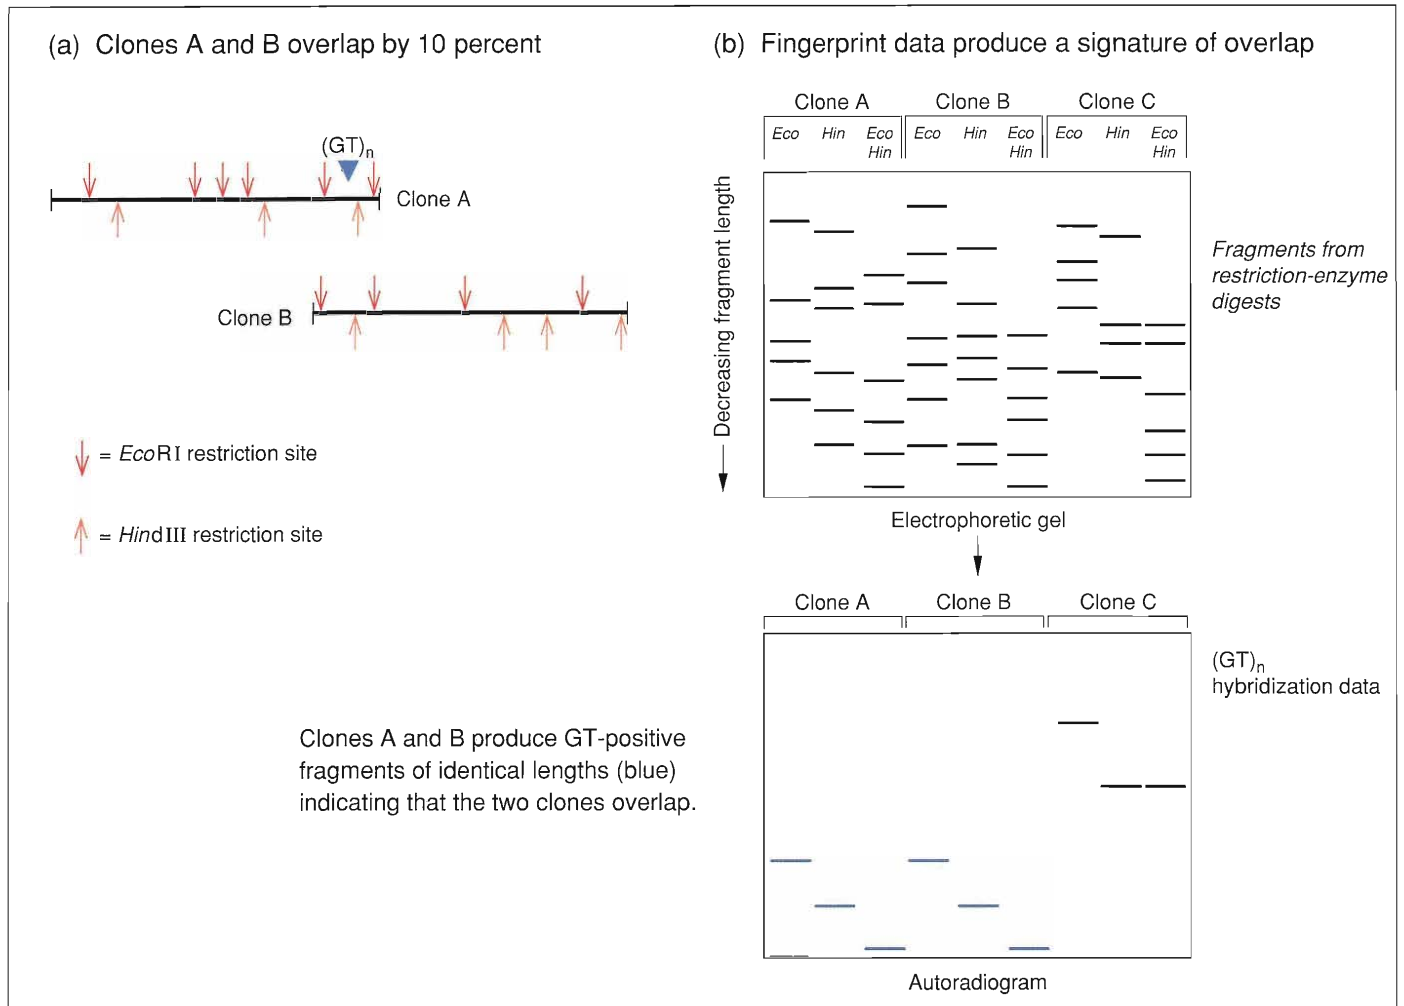 (a) Clones A and B overlap by 10 percent
(GT)n
Clone A
Clone B
= EcoRI restriction site
= HindIII restriction site
Clones A and B produce GT-positive
fragments of identical lengths (blue)
indicating that the two clones overlap.
(b) Fingerprint data produce a signature of overlap
Clone A Clone B Clone C
Eco Hin Eco Hin Eco Hin Eco Hin Eco Hin Eco Hin
Decreasing fragment length
Fragments from
restriction-enzyme
digests
Electrophoretic gel
Clone A Clone B Clone C
(GT)n
hybridization data
Autoradiogram